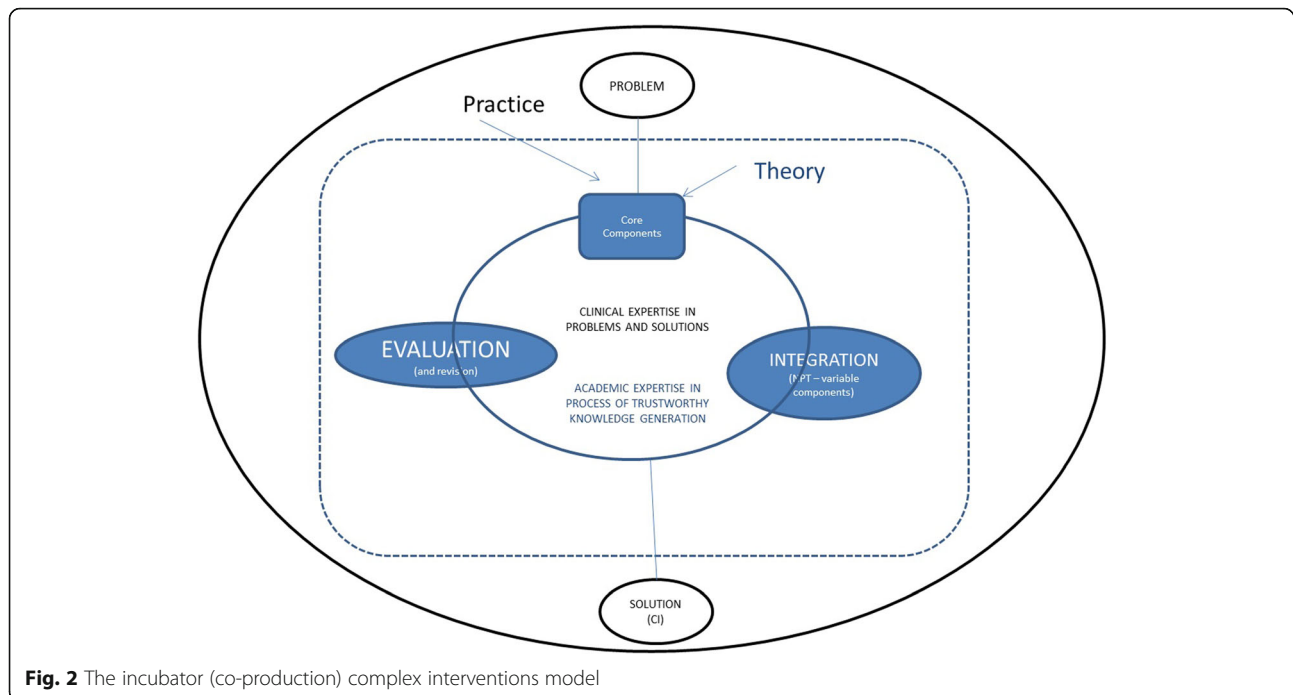 PROBLEM
Practice
Theory
Core
Components
CLINICAL EXPERTISE IN
PROBLEMS AND SOLUTIONS
EVALUATION
(and revision)
INTEGRATION
(NPT – variable
components)
ACADEMIC EXPERTISE IN
PROCESS OF TRUSTWORTHY
KNOWLEDGE GENERATION
SOLUTION
(CI)
Fig. 2 The incubator (co-production) complex interventions model